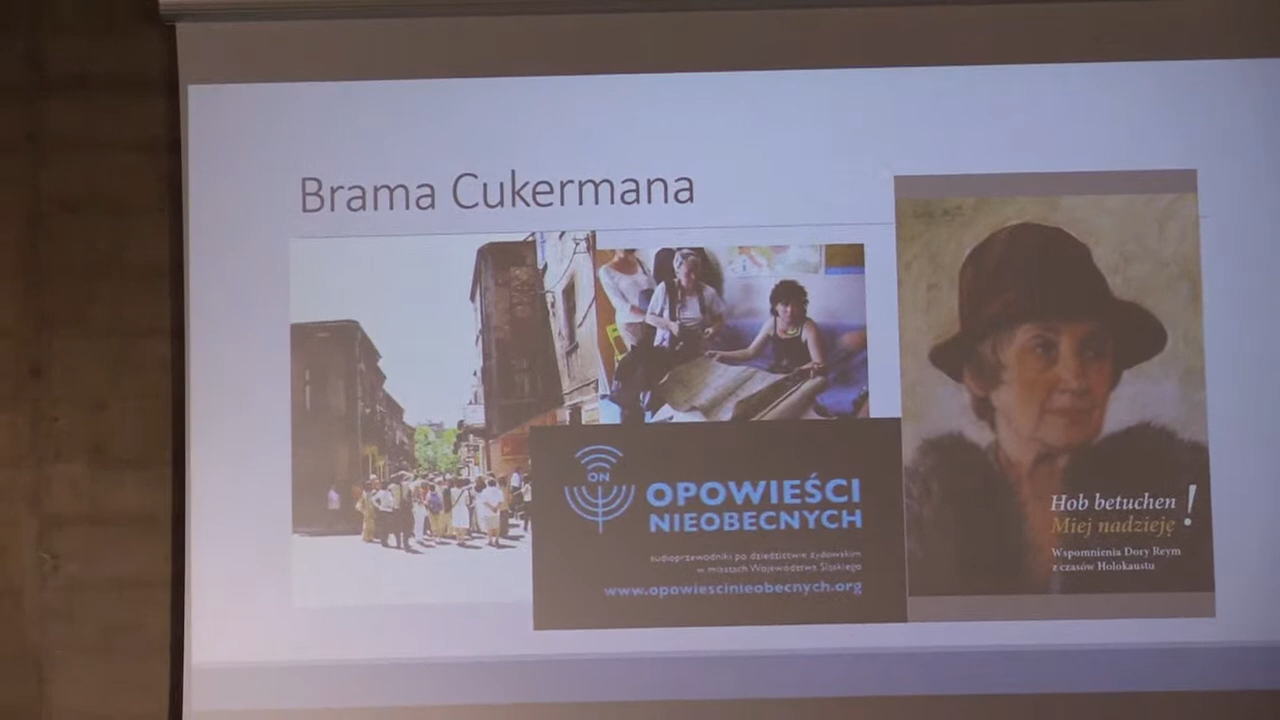 Brama Cukermana
ON
OPOWIEŚCI
NIEOBECNYCH
audioprzewodniki po dziedzictwie żydowskim
w miastach Województwa Śląskiego
www.opowiescinieobecnych.org
Hob betuchen!
Miej nadzieję
Wspomnienia Dory Reym
z czasów Holokaustu